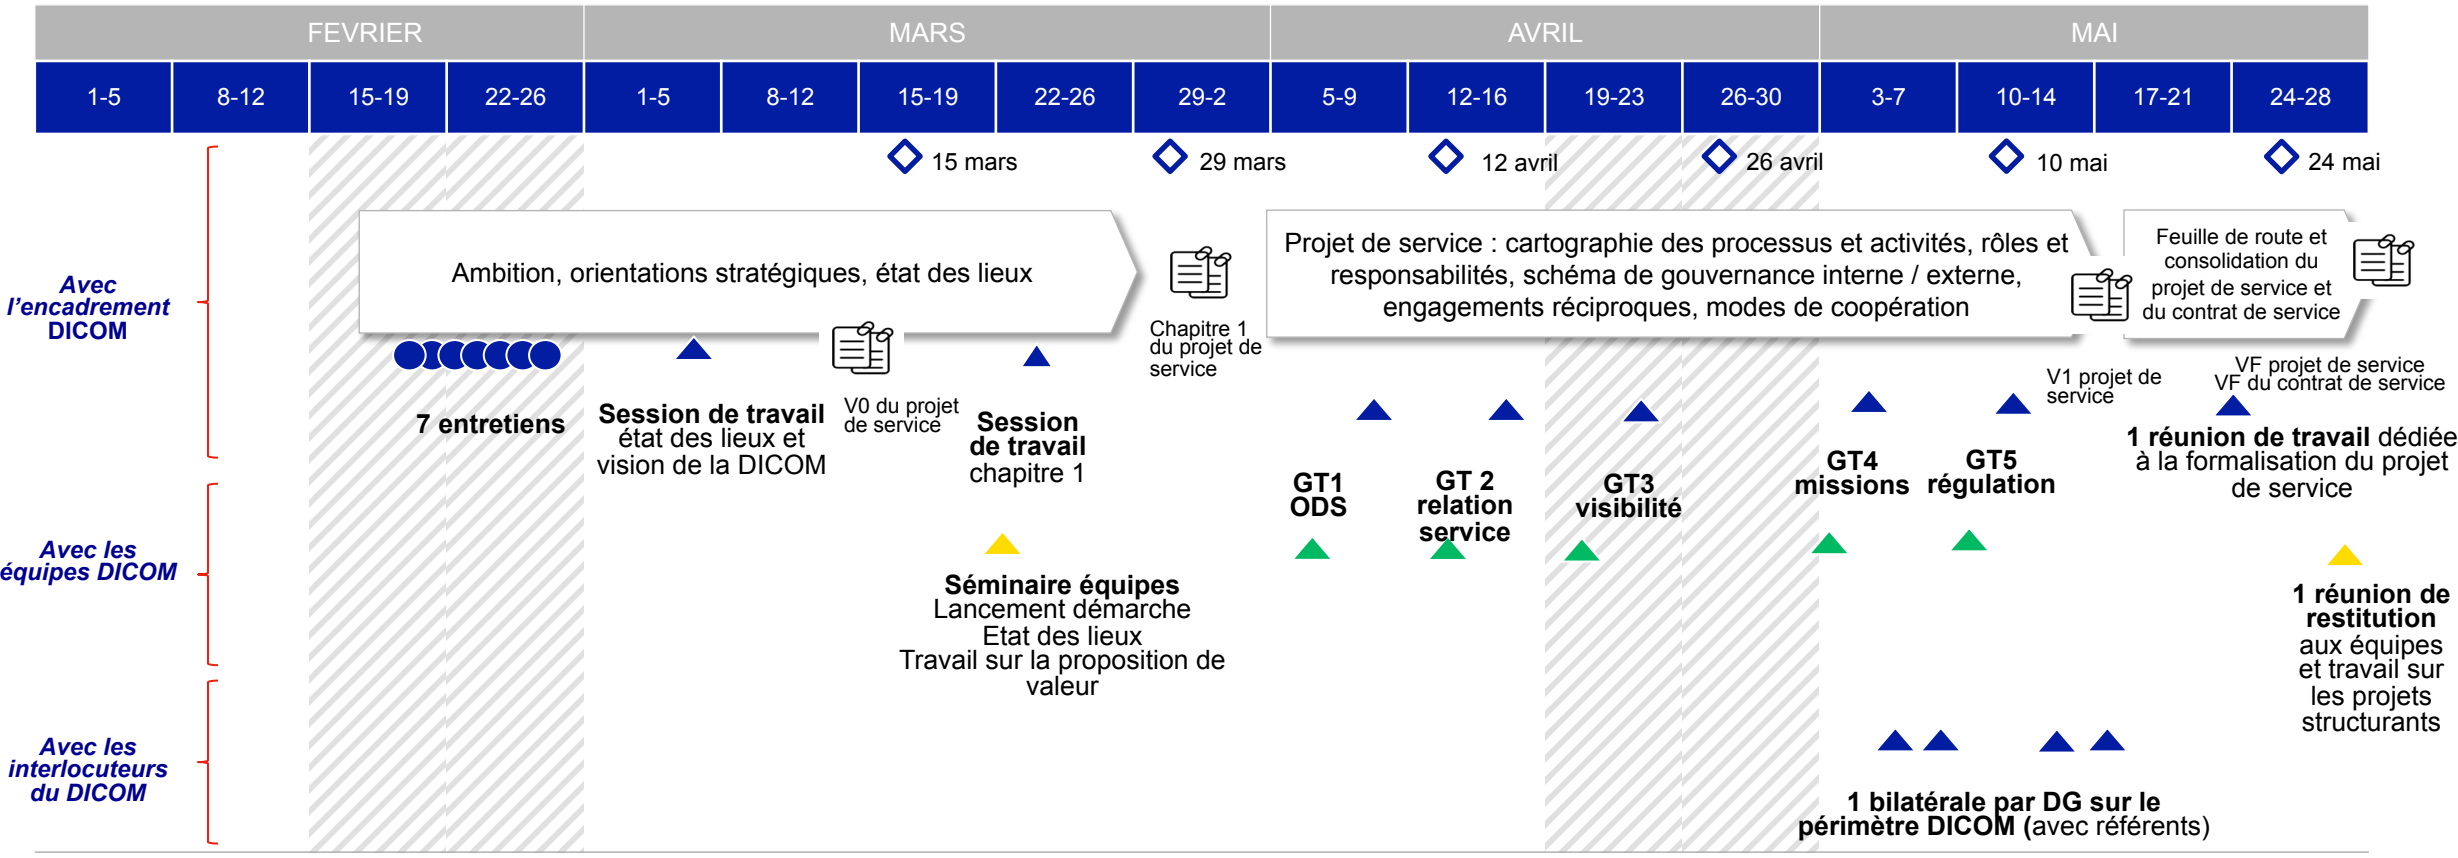 FEVRIER
MARS
AVRIL
MAI
1-5
8-12
15-19
22-26
1-5
8-12
15-19
22-26
29-2
5-9
12-16
19-23
26-30
3-7
10-14
17-21
24-28
15 mars
29 mars
12 avril
26 avril
10 mai
24 mai
Avec
l'encadrement
DICOM
Ambition, orientations stratégiques, état des lieux
Chapitre 1
du projet de
service
Projet de service : cartographie des processus et activités, rôles et
responsabilités, schéma de gouvernance interne / externe,
engagements réciproques, modes de coopération
Feuille de route et
consolidation du
projet de service et
du contrat de service
7 entretiens
Session de travail
état des lieux et
vision de la DICOM
V0 du projet
de service
Session
de travail
chapitre 1
V1 projet de
service
VF projet de service
VF du contrat de service
GT1
ODS
GT 2
relation
service
GT3
visibilité
GT4
missions
GT5
régulation
1 réunion de travail dédiée
à la formalisation du projet
de service
Avec les
équipes DICOM
Séminaire équipes
Lancement démarche
Etat des lieux
Travail sur la proposition de
valeur
1 réunion de
restitution
aux équipes
et travail sur
les projets
structurants
Avec les
interlocuteurs
du DICOM
1 bilatérale par DG sur le
périmètre DICOM (avec référents)